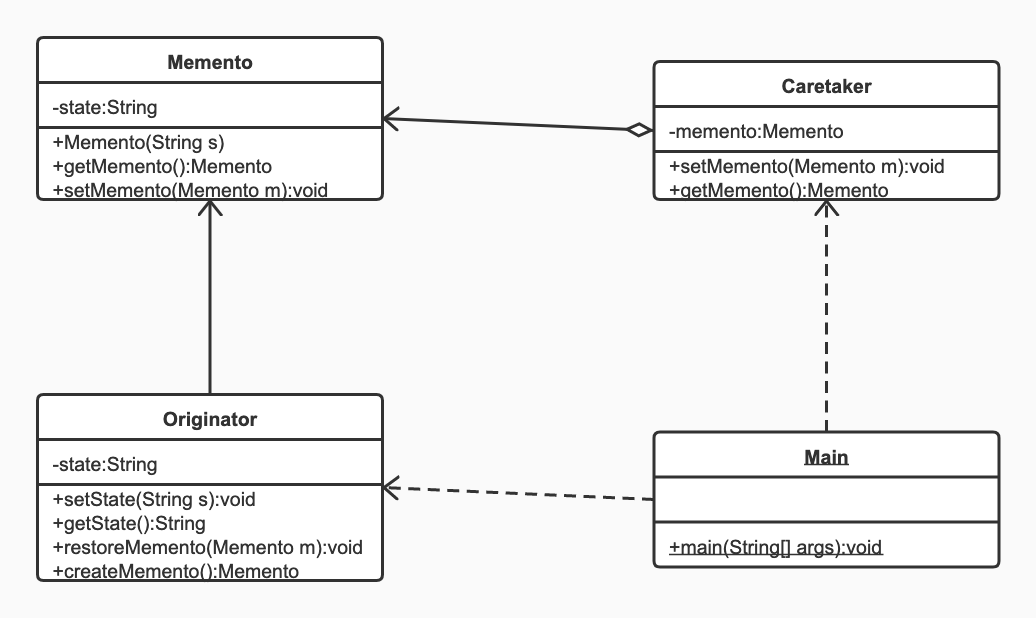 Memento
-state:String
+Memento(String s)
+getMemento():Memento
+setMemento(Memento m):void
Caretaker
-memento:Memento
+setMemento(Memento m):void
+getMemento():Memento
Originator
-state:String
+setState(String s):void
+getState():String
+restoreMemento(Memento m):void
+createMemento():Memento
Main
+main(String[] args):void